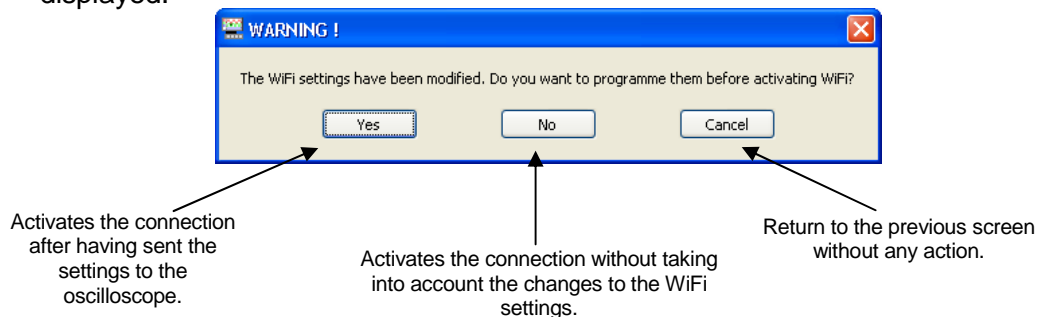 displayed.
WARNING !
The WiFi settings have been modified. Do you want to programme them before activating WiFi?
Yes
No
Cancel
Activates the connection
after having sent the
settings to the
oscilloscope.
Activates the connection without taking
into account the changes to the WiFi
settings.
Return to the previous screen
without any action.